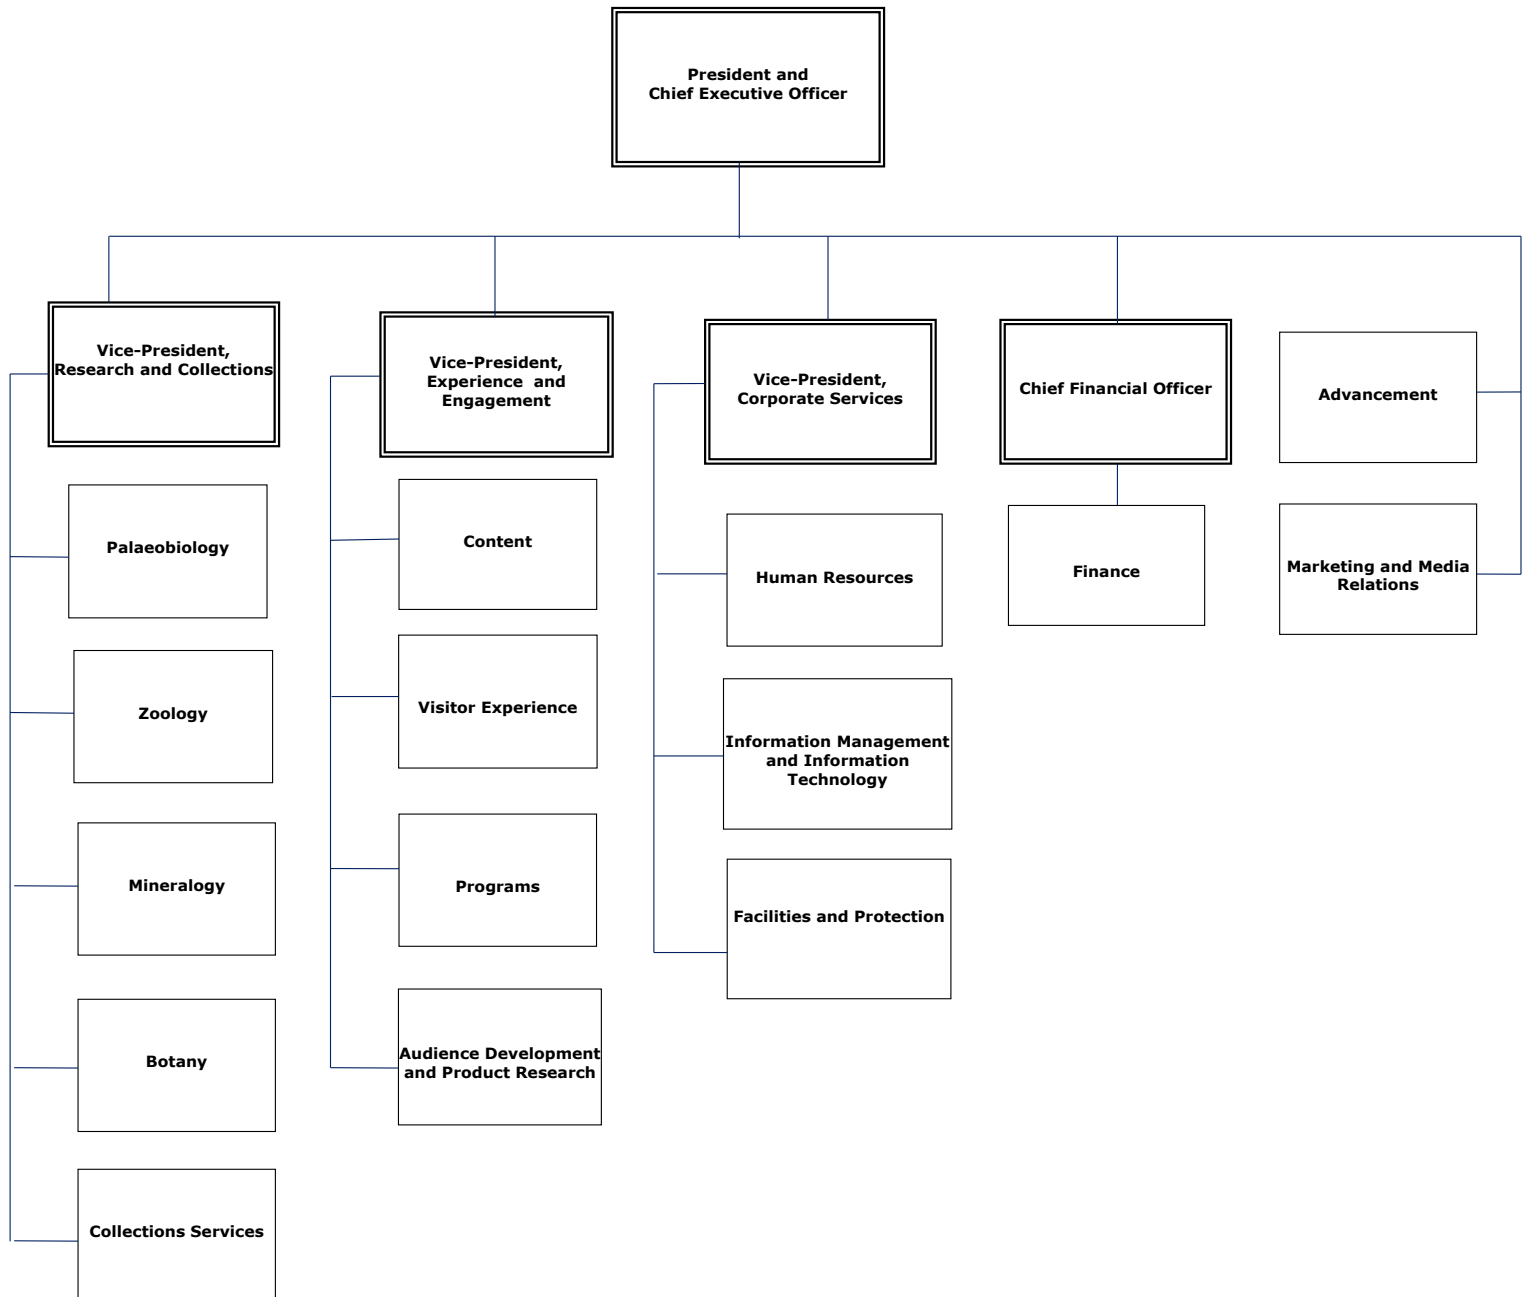 President and
Chief Executive Officer
Vice-President,
Research and Collections
Vice-President,
Experience and
Engagement
Vice-President,
Corporate Services
Chief Financial Officer
Advancement
Palaeobiology
Content
Human Resources
Finance
Marketing and Media
Relations
Zoology
Visitor Experience
Information Management
and Information
Technology
Mineralogy
Programs
Facilities and Protection
Botany
Audience Development
and Product Research
Collections Services